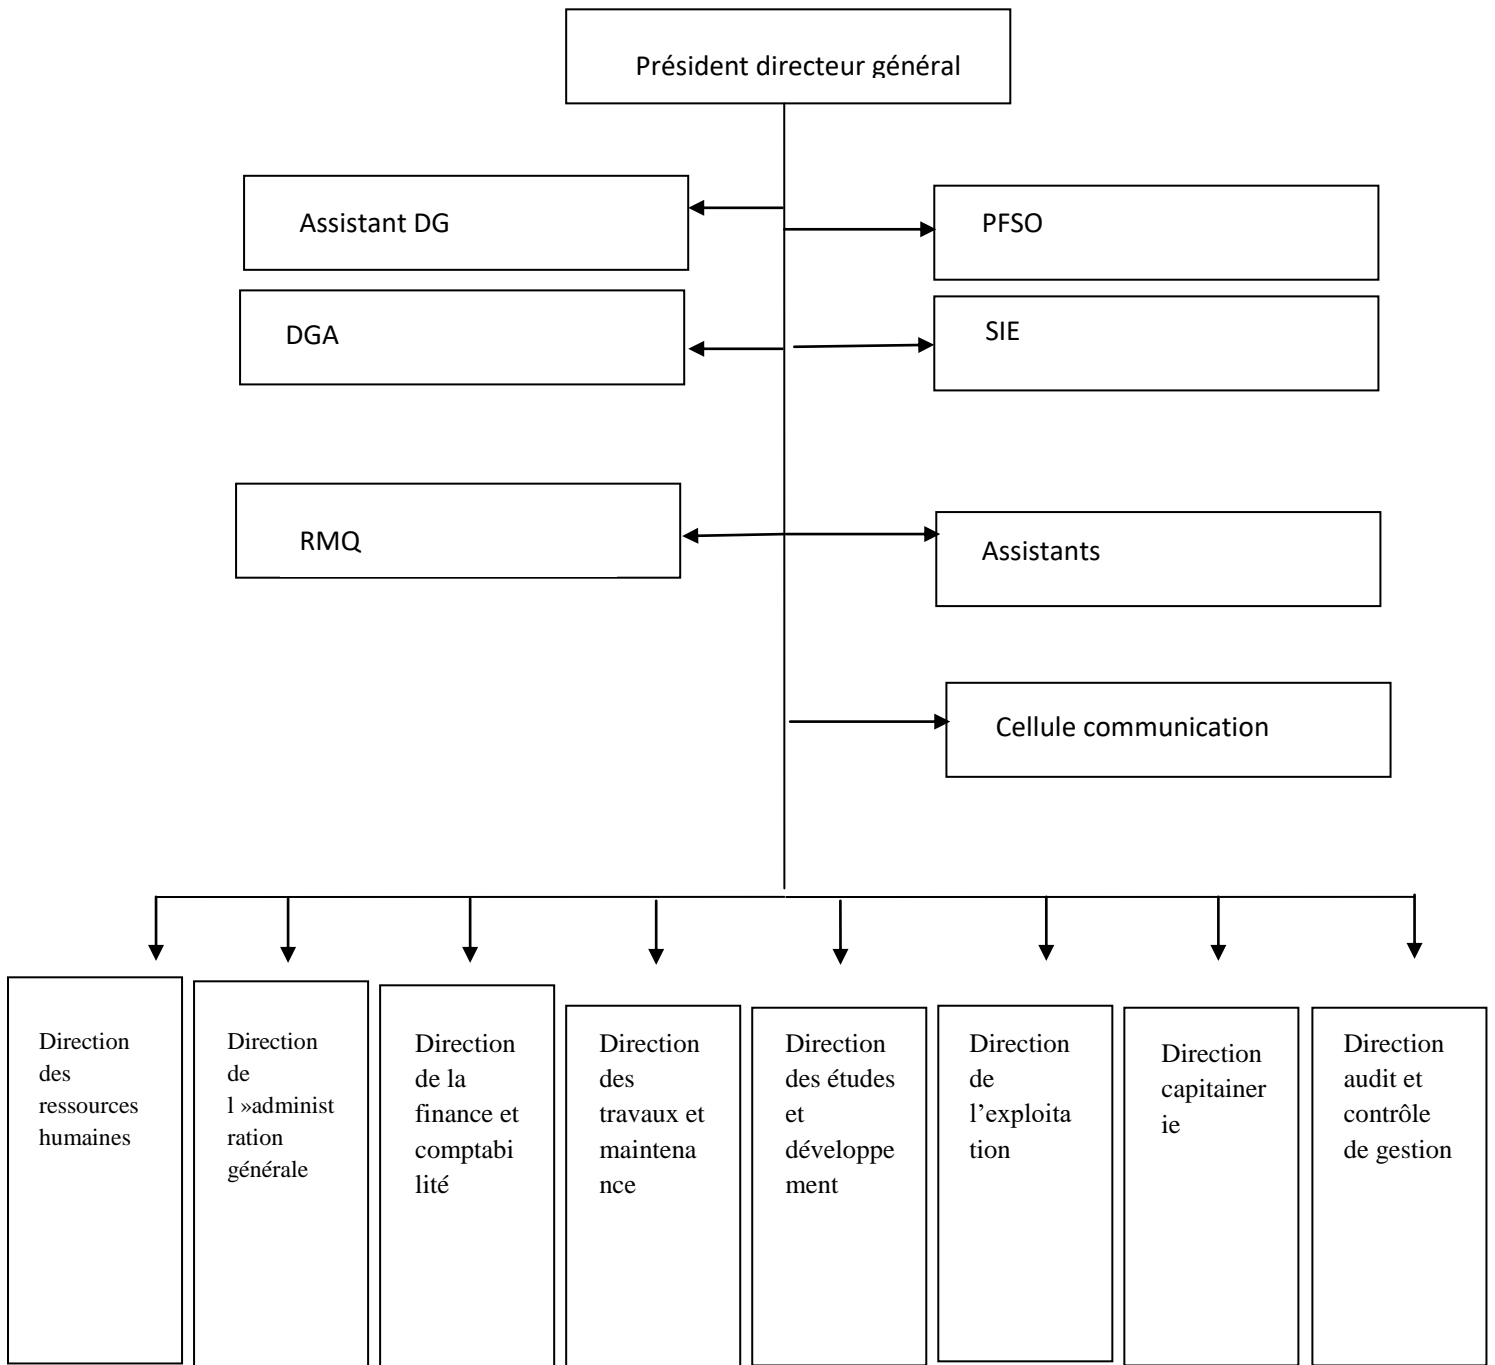 Président directeur général
Assistant DG
PFSO
DGA
SIE
RMQ
Assistants
Cellule communication
Direction
des
ressources
humaines
Direction
de
l »administ
ration
générale
Direction
de la
finance et
comptabi
lité
Direction
des
travaux et
maintena
nce
Direction
des études
et
développe
ment
Direction
de
l’exploita
tion
Direction
capitainer
ie
Direction
audit et
contrôle
de gestion